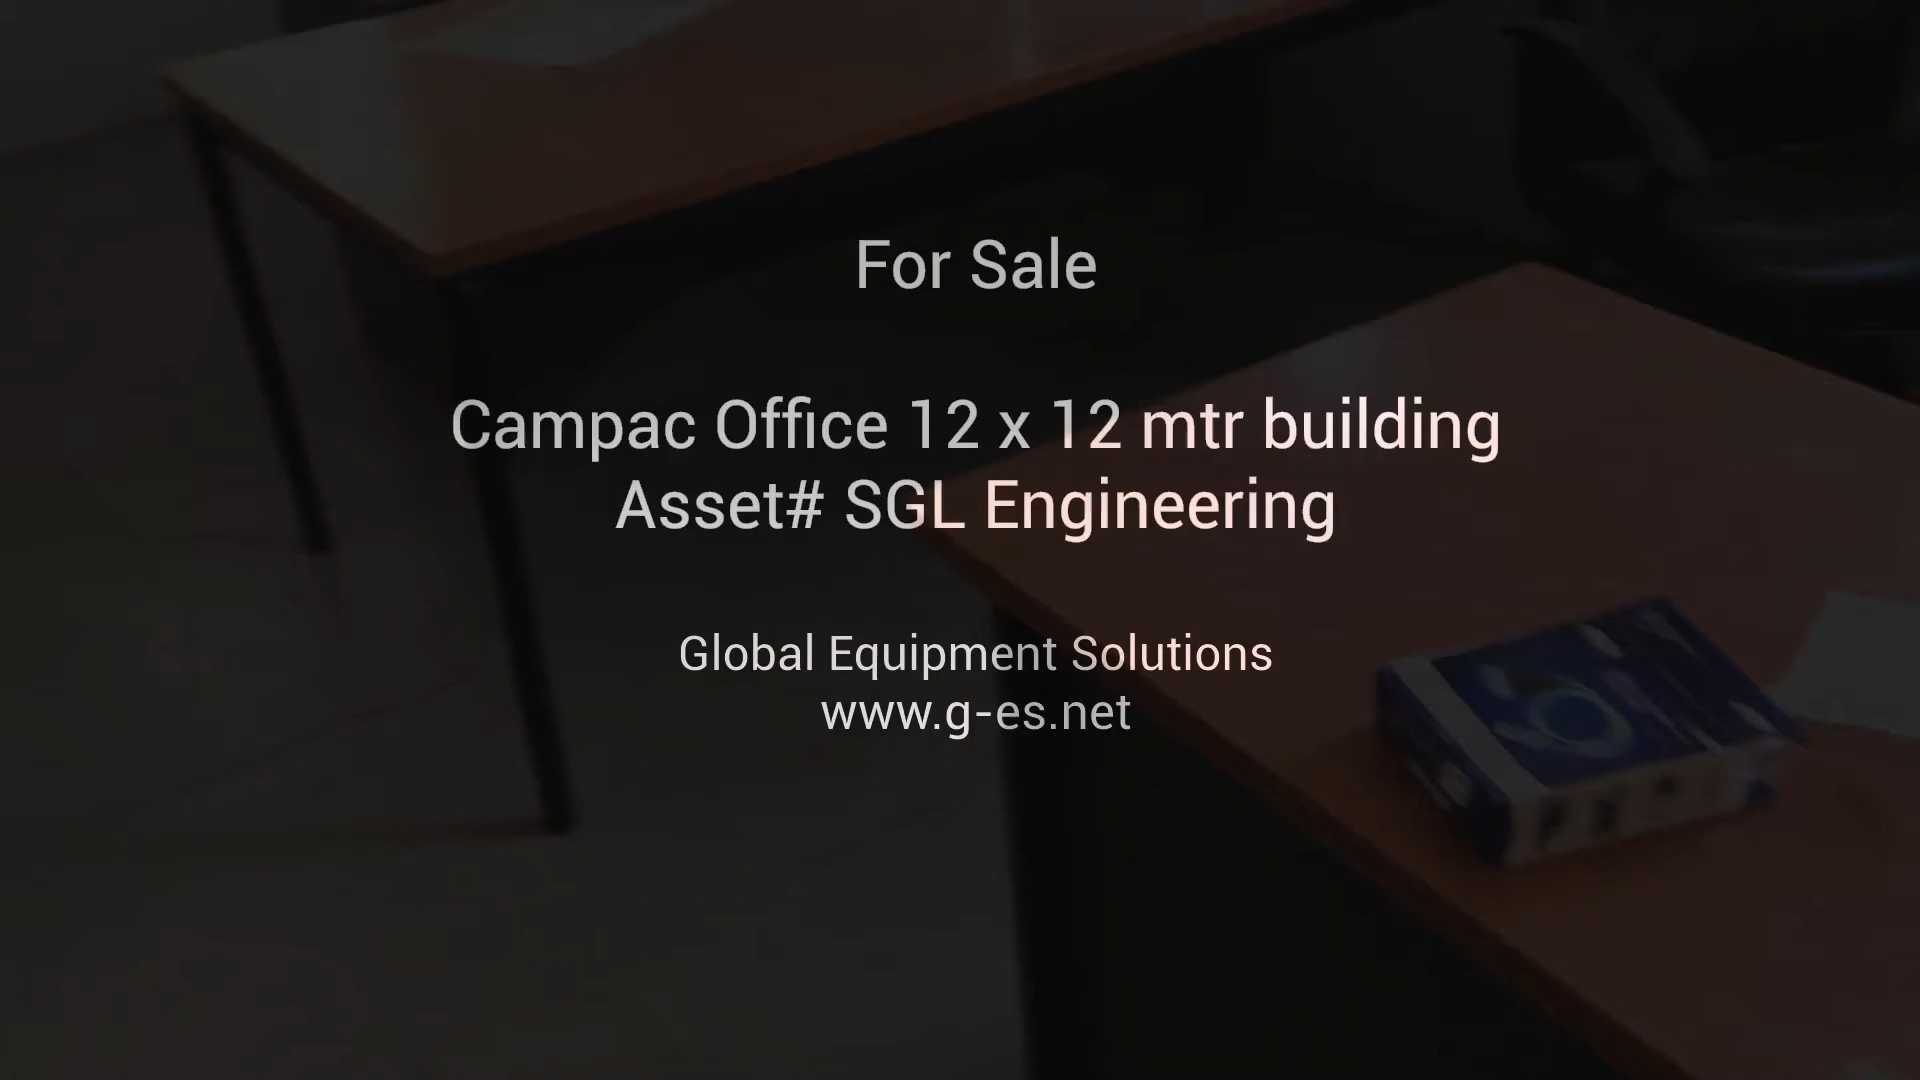 For Sale
Campac Office 12 x 12 mtr building
Asset# SGL Engineering
Global Equipment Solutions
www.g-es.net